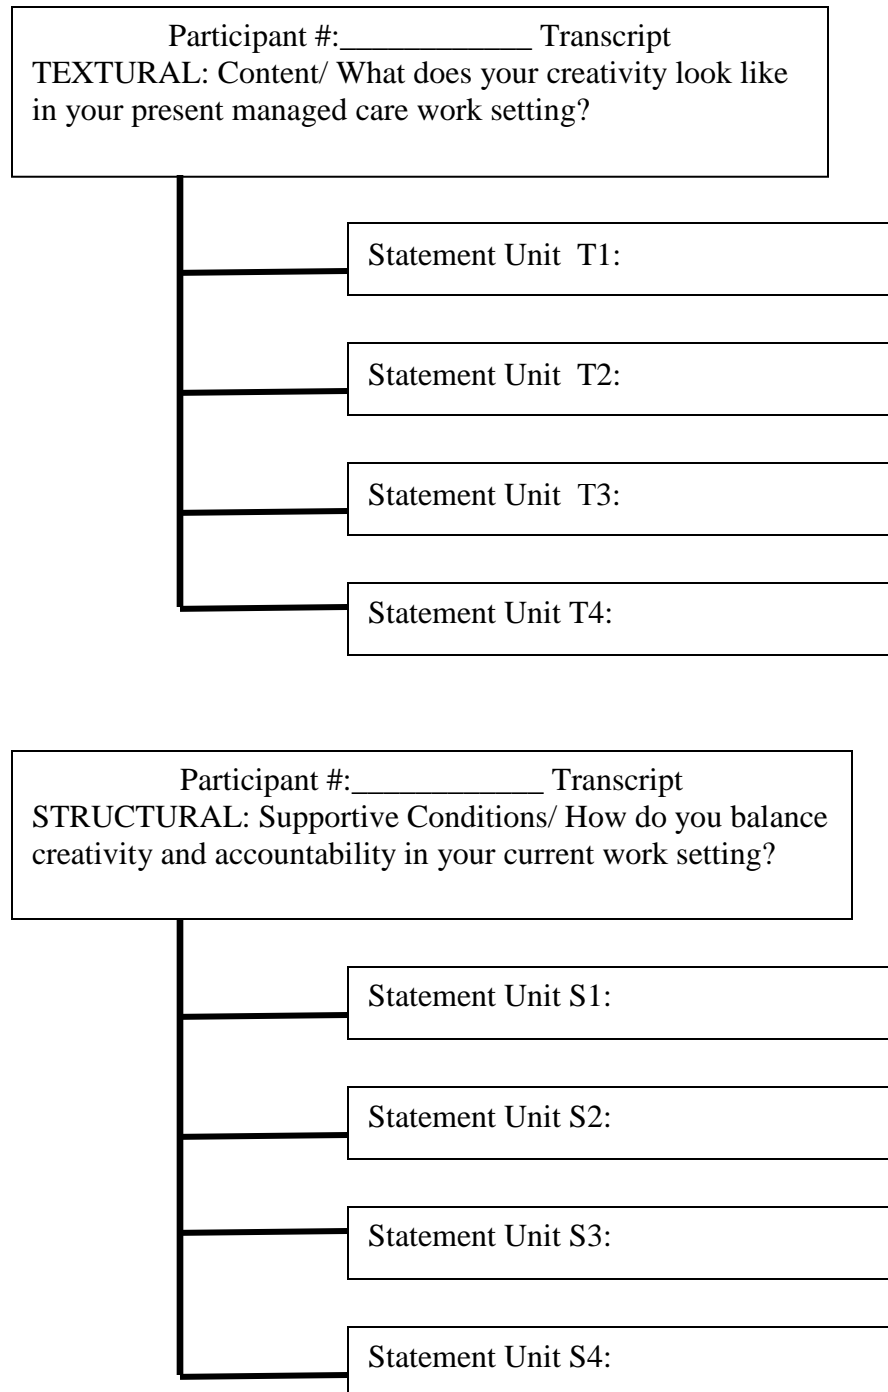 Participant #:____________ Transcript
TEXTURAL: Content/ What does your creativity look like
in your present managed care work setting?
Statement Unit  T1:
Statement Unit  T2:
Statement Unit  T3:
Statement Unit T4:
Participant #:____________ Transcript
STRUCTURAL: Supportive Conditions/ How do you balance
creativity and accountability in your current work setting?
Statement Unit S1:
Statement Unit S2:
Statement Unit S3:
Statement Unit S4: